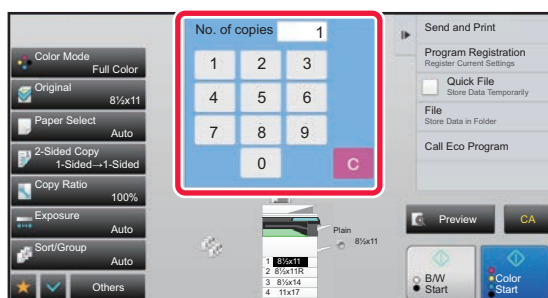 Color Mode
Full Color
Original
8½x11
Paper Select
Auto
2-Sided Copy
1-Sided→1-Sided
Copy Ratio
100%
Exposure
Auto
Sort/Group
Auto
Others
No. of copies 1
1 2 3
4 5 6
7 8 9
0 C
Plain
8½x11
1 8½x11
2 8½x11R
3 8½x14
4 11x17
Send and Print
Program Registration
Register Current Settings
Quick File
Store Data Temporarily
File
Store Data in Folder
Call Eco Program
Preview
CA
B/W
Start
Color
Start